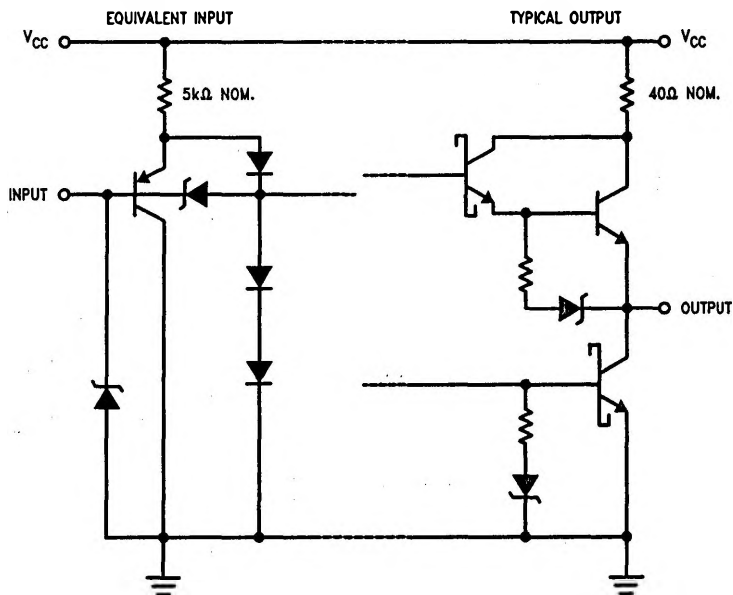 EQUIVALENT INPUT
TYPICAL OUTPUT
VCC
VCC
5kΩ NOM.
40Ω NOM.
INPUT
OUTPUT